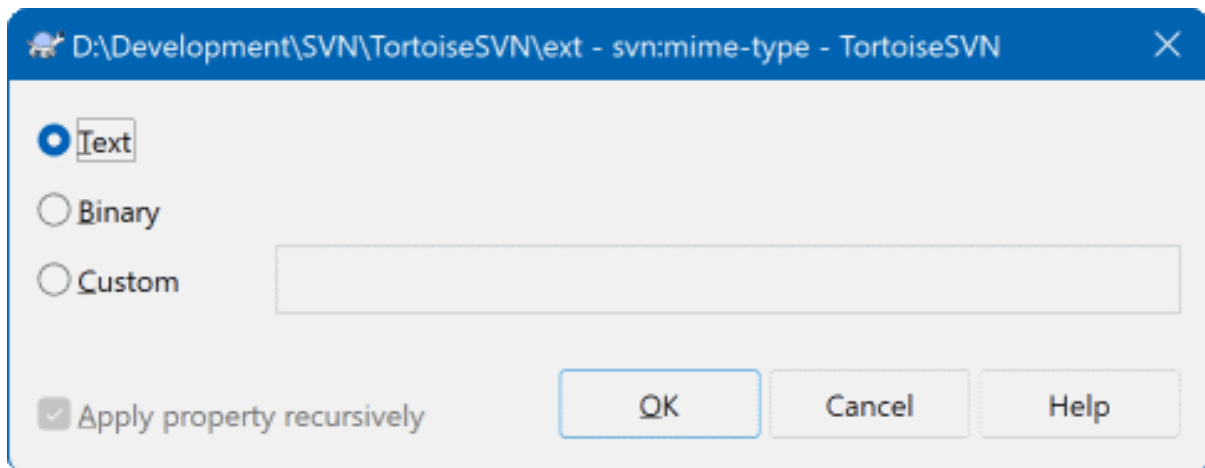 D:\Development\SVN\TortoiseSVN\ext - svn:mime-type - TortoiseSVN
Text
Binary
Custom
Apply property recursively
OK
Cancel
Help